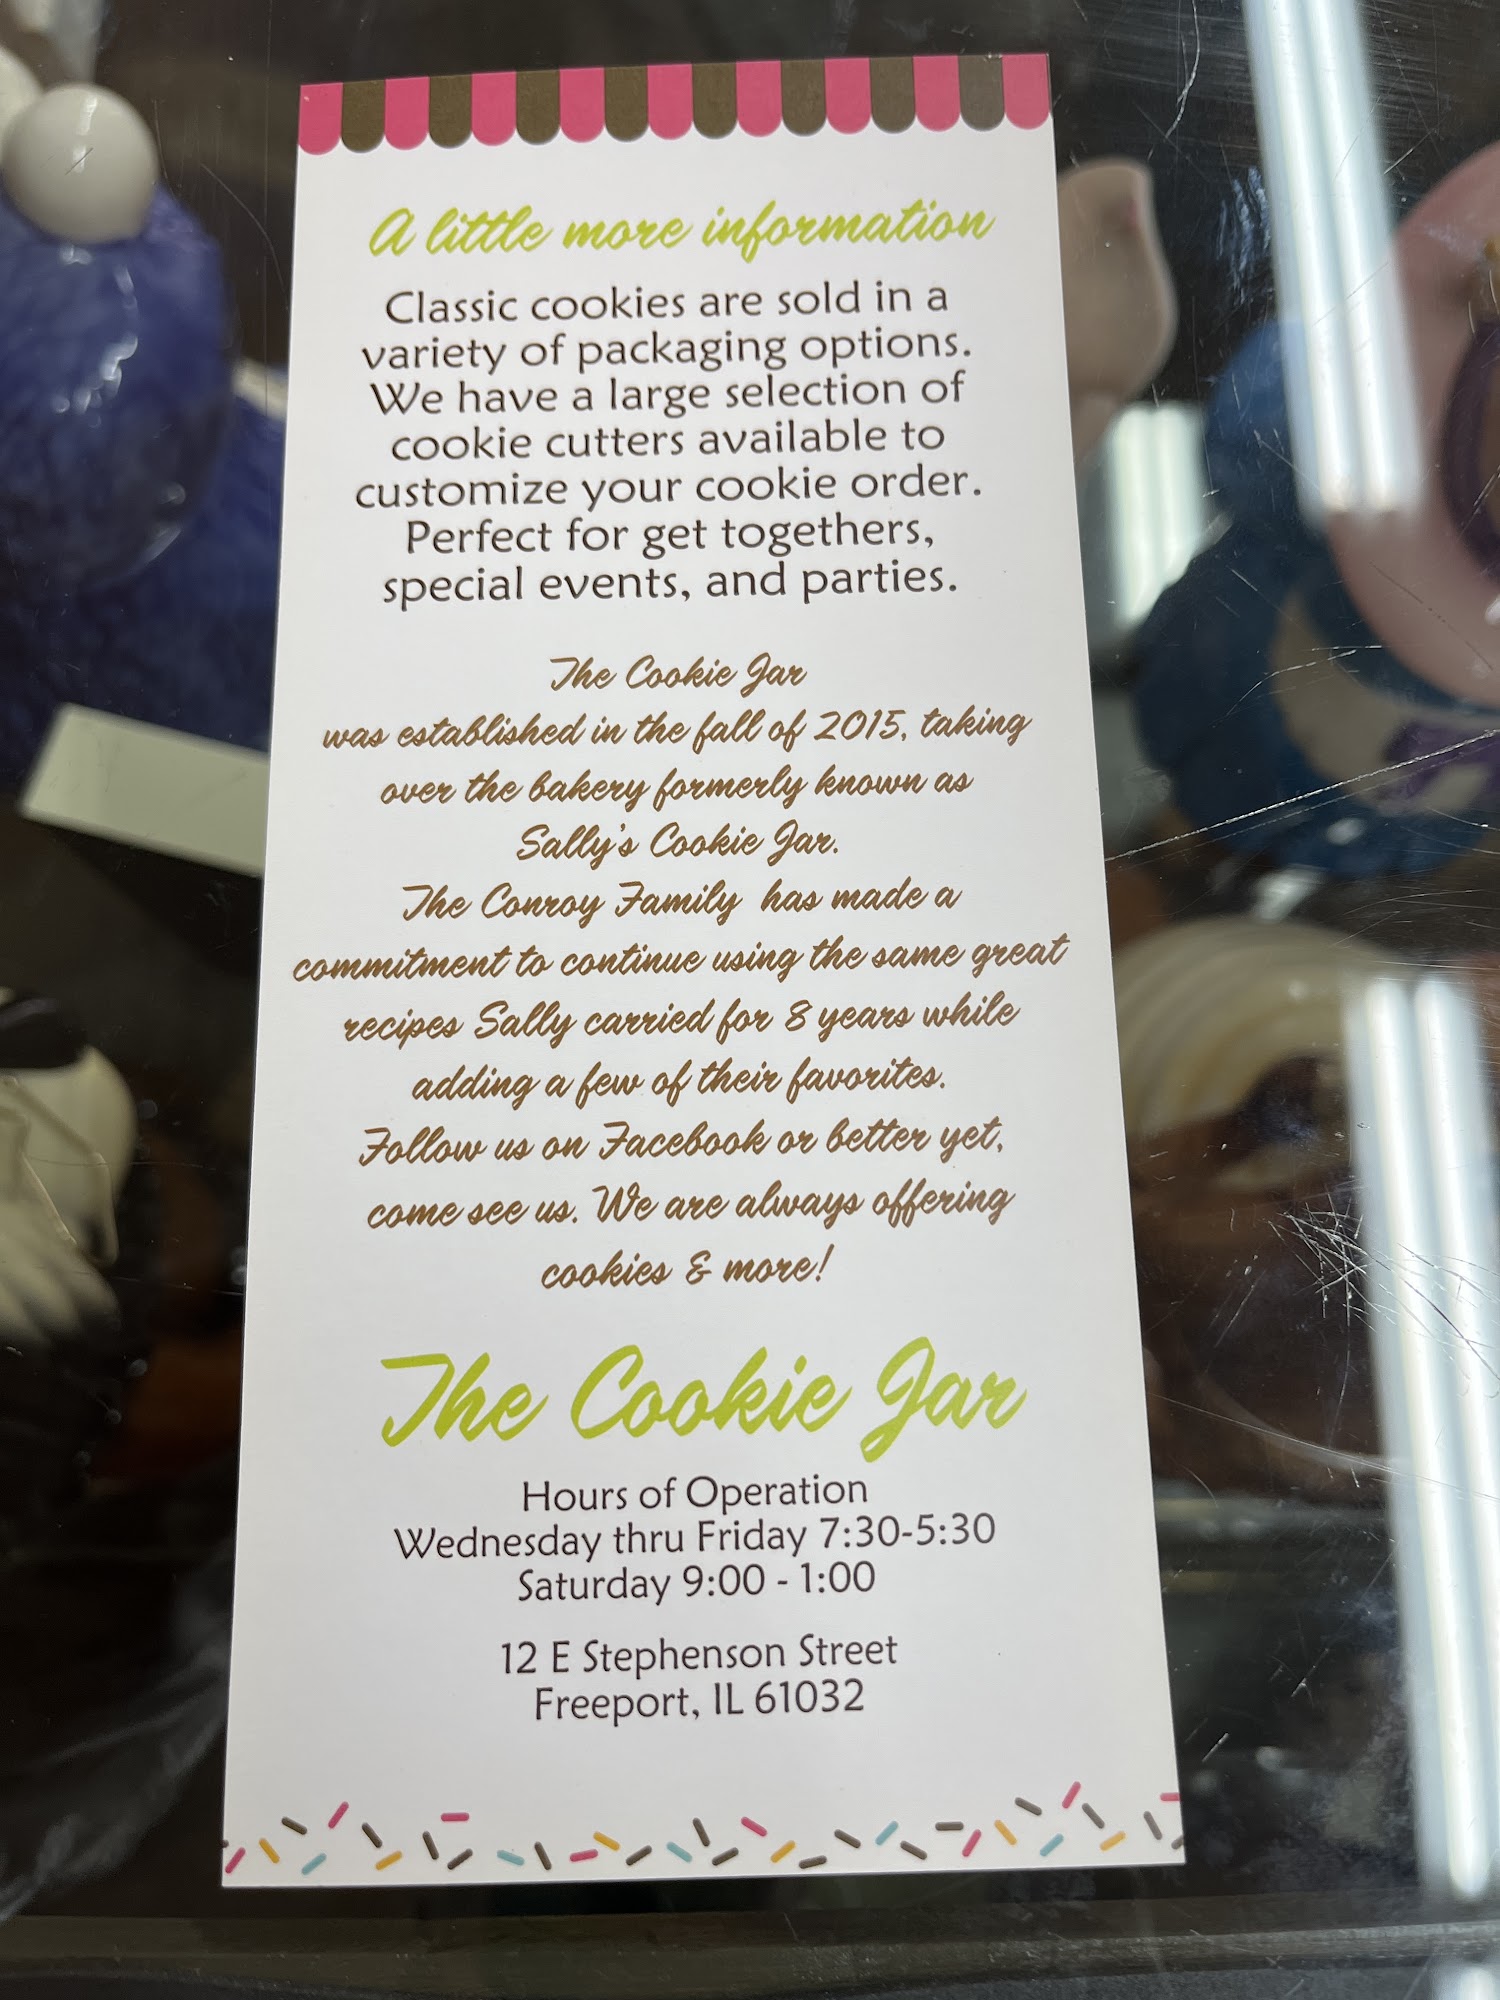 A little more information
Classic cookies are sold in a
variety of packaging options.
We have a large selection of
cookie cutters available to
customize your cookie order.
Perfect for get togethers,
special events, and parties.
The Cookie Jar
was established in the fall of 2015, taking
over the bakery formerly known as
Sally's Cookie Jar.
The Conroy Family has made a
commitment to continue using the same great
recipes Sally carried for 8 years while
adding a few of their favorites.
Follow us on Facebook or better yet,
come see us. We are always offering
cookies & more!
The Cookie Jar
Hours of Operation
Wednesday thru Friday 7:30-5:30
Saturday 9:00 - 1:00
12 E Stephenson Street
Freeport, IL 61032